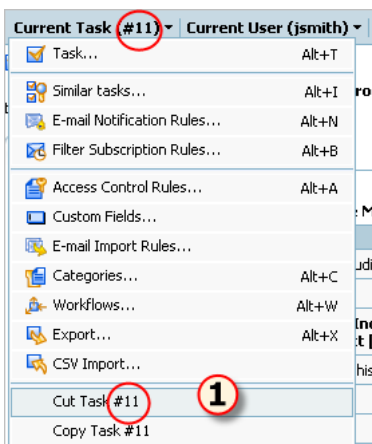 Current Task (#11) Current User (jsmith)
Task... Alt+T
Similar tasks... Alt+I
E-mail Notification Rules... Alt+N
Filter Subscription Rules... Alt+B
Access Control Rules... Alt+A
Custom Fields...
E-mail Import Rules...
Categories... Alt+C
Workflows... Alt+W
Export... Alt+X
CSV Import...
Cut Task #11 1
Copy Task #11